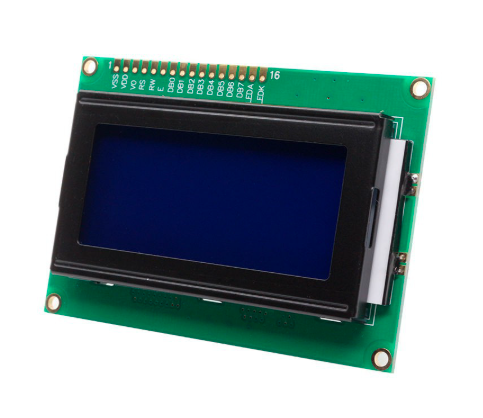 1 16
VSS
VDD
VO
RS
RW
E
DB0
DB1
DB2
DB3
DB4
DB5
DB6
DB7
LEDA
LEDK